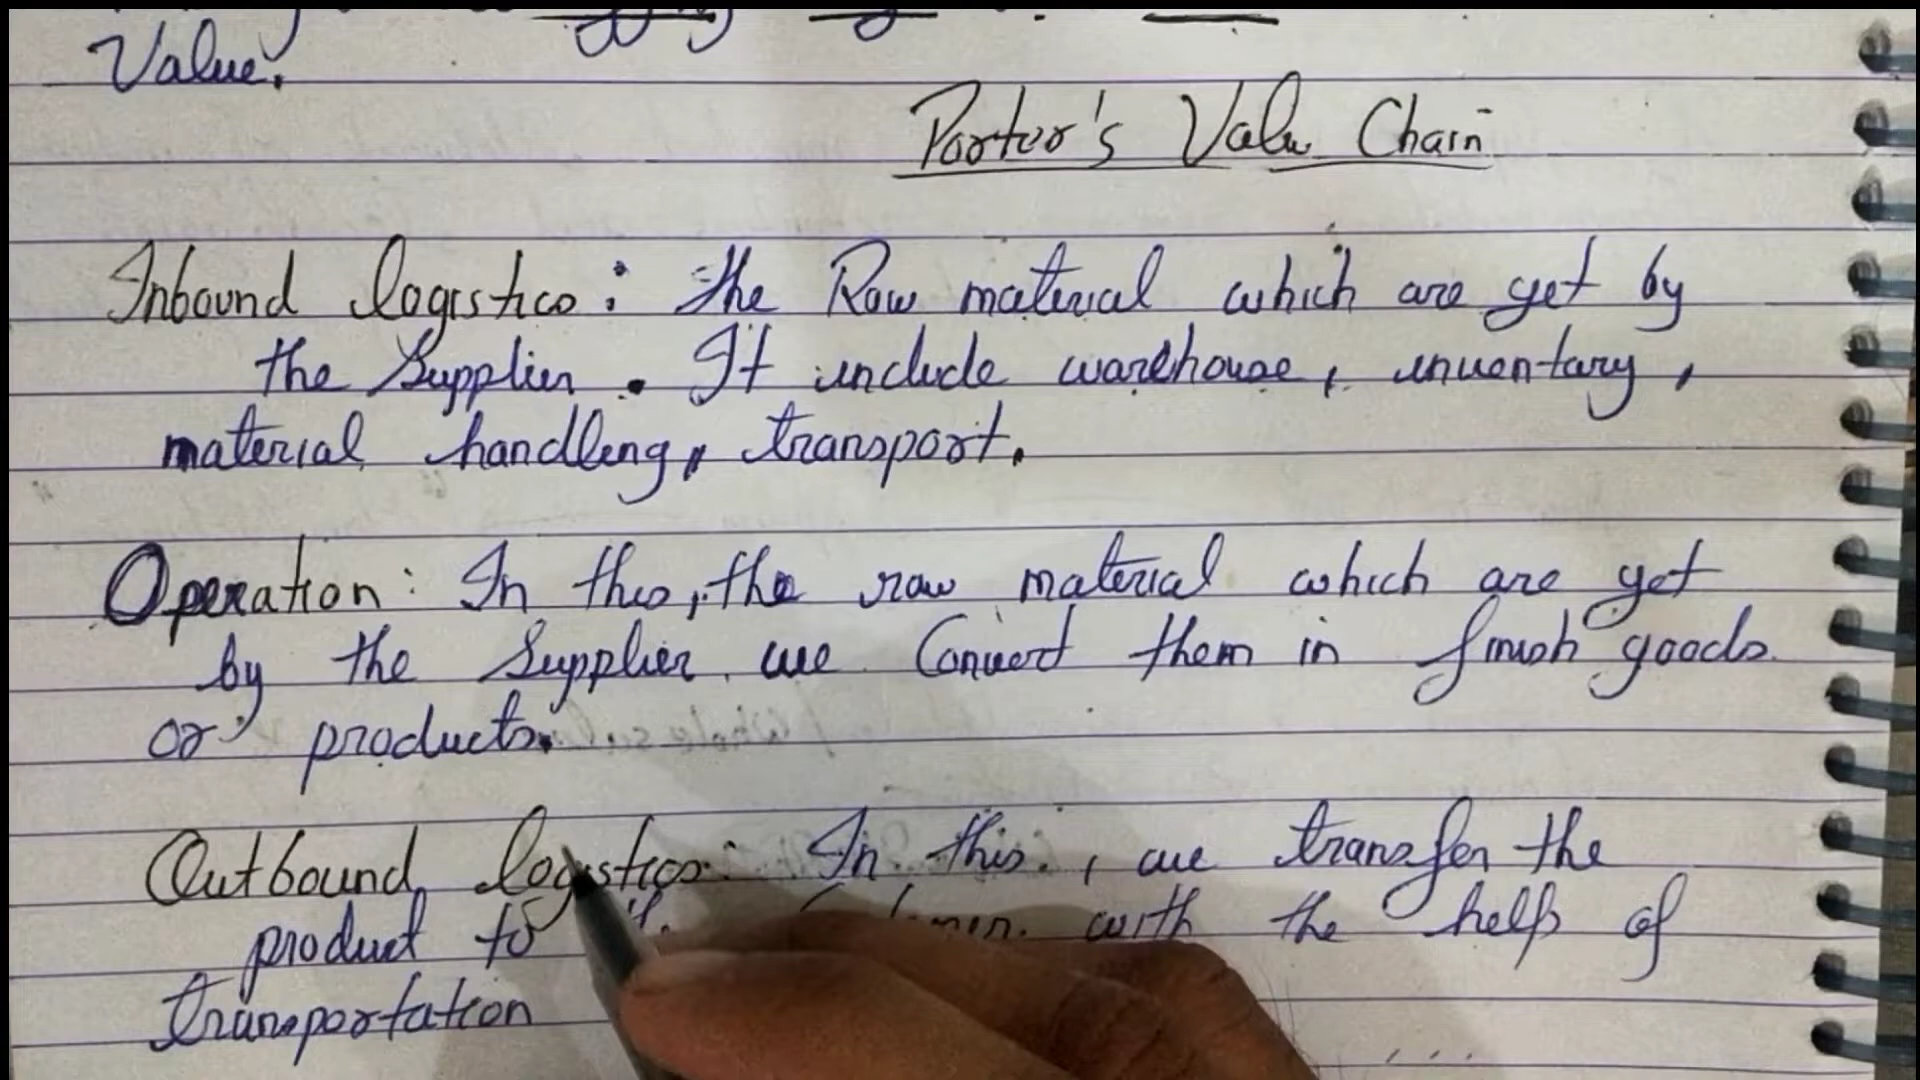 Value.
Porter's Value Chain
Inbound logistics: The Raw material which are get by
the Supplier. It include warehouse, inventary,
material handling, transport.
Operation: In this, the raw material which are get
by the Supplier we Convert them in finish goods
or products.
Outbound logistics: In this, we transfer the
product to with the help of
transportation